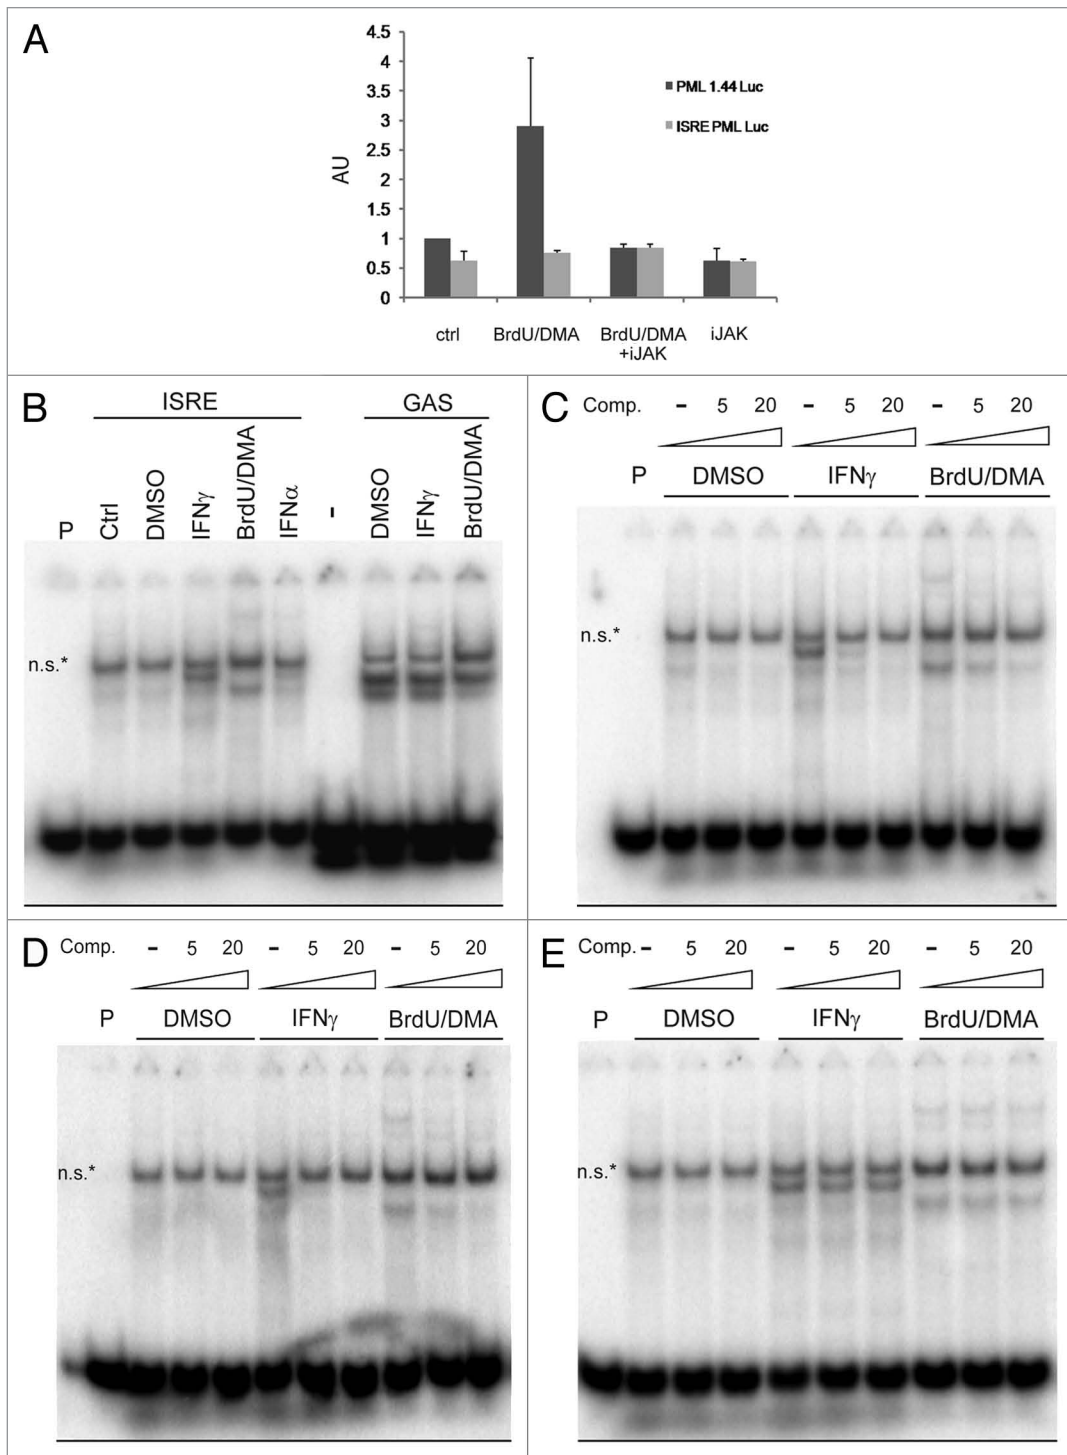 A
4.5
4
3.5
3
2.5
2
1.5
1
0.5
0
AU
PML 1.44 Luc
ISRE PML Luc
ctrl
BrdU/DMA
BrdU/DMA
+iJAK
iJAK
B
ISRE
GAS
P
Ctrl
DMSO
IFNγ
BrdU/DMA
IFNα
-
DMSO
IFNγ
BrdU/DMA
n.s.*
C
Comp. - 5 20 - 5 20 - 5 20
P DMSO IFNγ BrdU/DMA
n.s.*
D
Comp. - 5 20 - 5 20 - 5 20
P DMSO IFNγ BrdU/DMA
n.s.*
E
Comp. - 5 20 - 5 20 - 5 20
P DMSO IFNγ BrdU/DMA
n.s.*